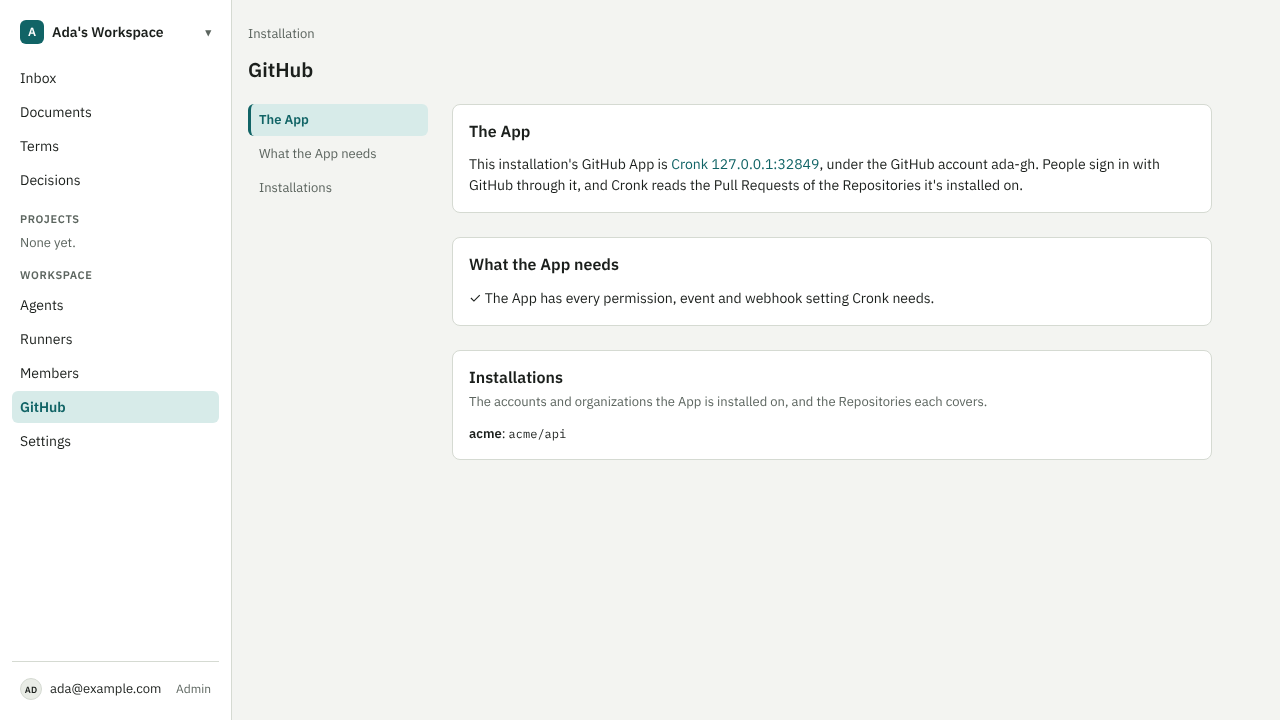 A Ada's Workspace ▾
Inbox
Documents
Terms
Decisions
PROJECTS
None yet.
WORKSPACE
Agents
Runners
Members
GitHub
Settings
AD ada@example.com Admin
Installation
GitHub
The App
What the App needs
Installations
The App
This installation's GitHub App is Cronk 127.0.0.1:32849, under the GitHub account ada-gh. People sign in with
GitHub through it, and Cronk reads the Pull Requests of the Repositories it's installed on.
What the App needs
✓ The App has every permission, event and webhook setting Cronk needs.
Installations
The accounts and organizations the App is installed on, and the Repositories each covers.
acme: acme/api